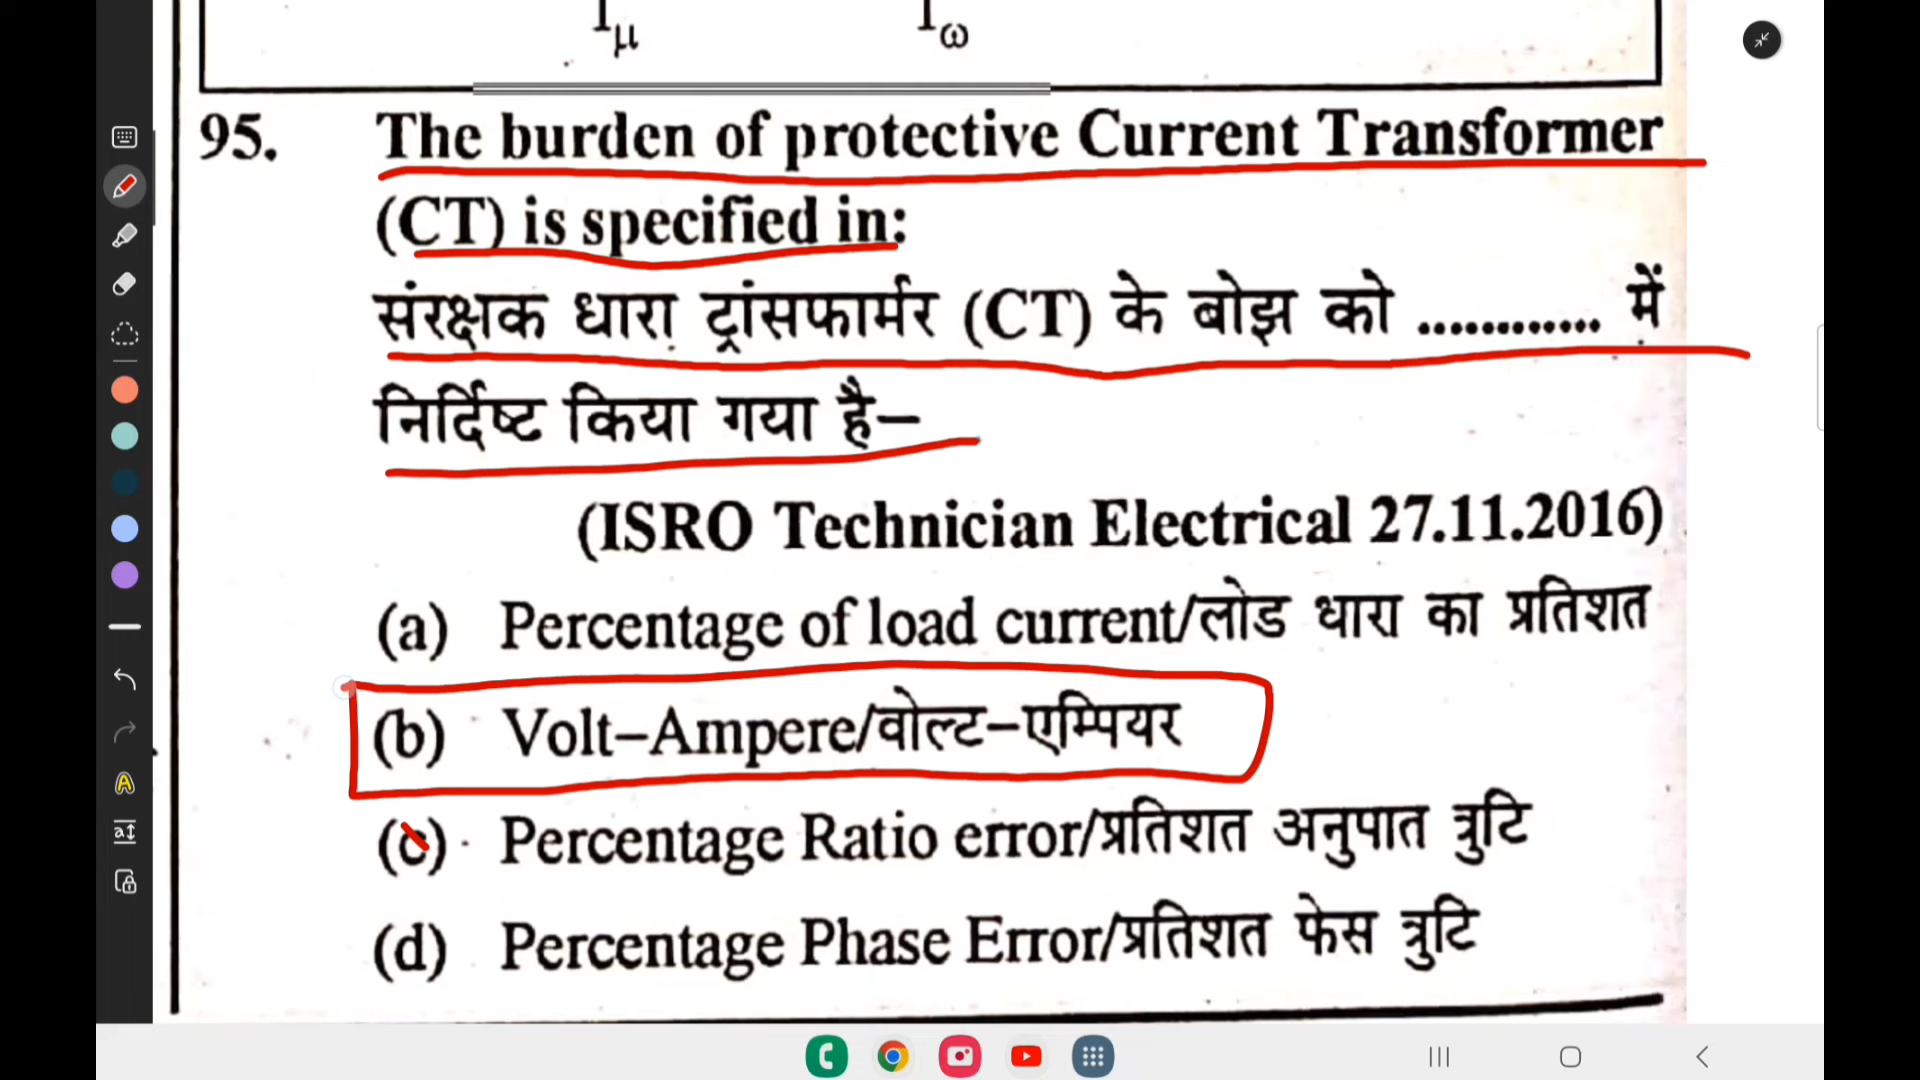 Iμ Iω
95. The burden of protective Current Transformer
(CT) is specified in:
संरक्षक धारा ट्रांसफार्मर (CT) के बोझ को ............ में
निर्दिष्ट किया गया है–
(ISRO Technician Electrical 27.11.2016)
(a) Percentage of load current/लोड धारा का प्रतिशत
(b) Volt–Ampere/वोल्ट–एम्पियर
(c) Percentage Ratio error/प्रतिशत अनुपात त्रुटि
(d) Percentage Phase Error/प्रतिशत फेस त्रुटि